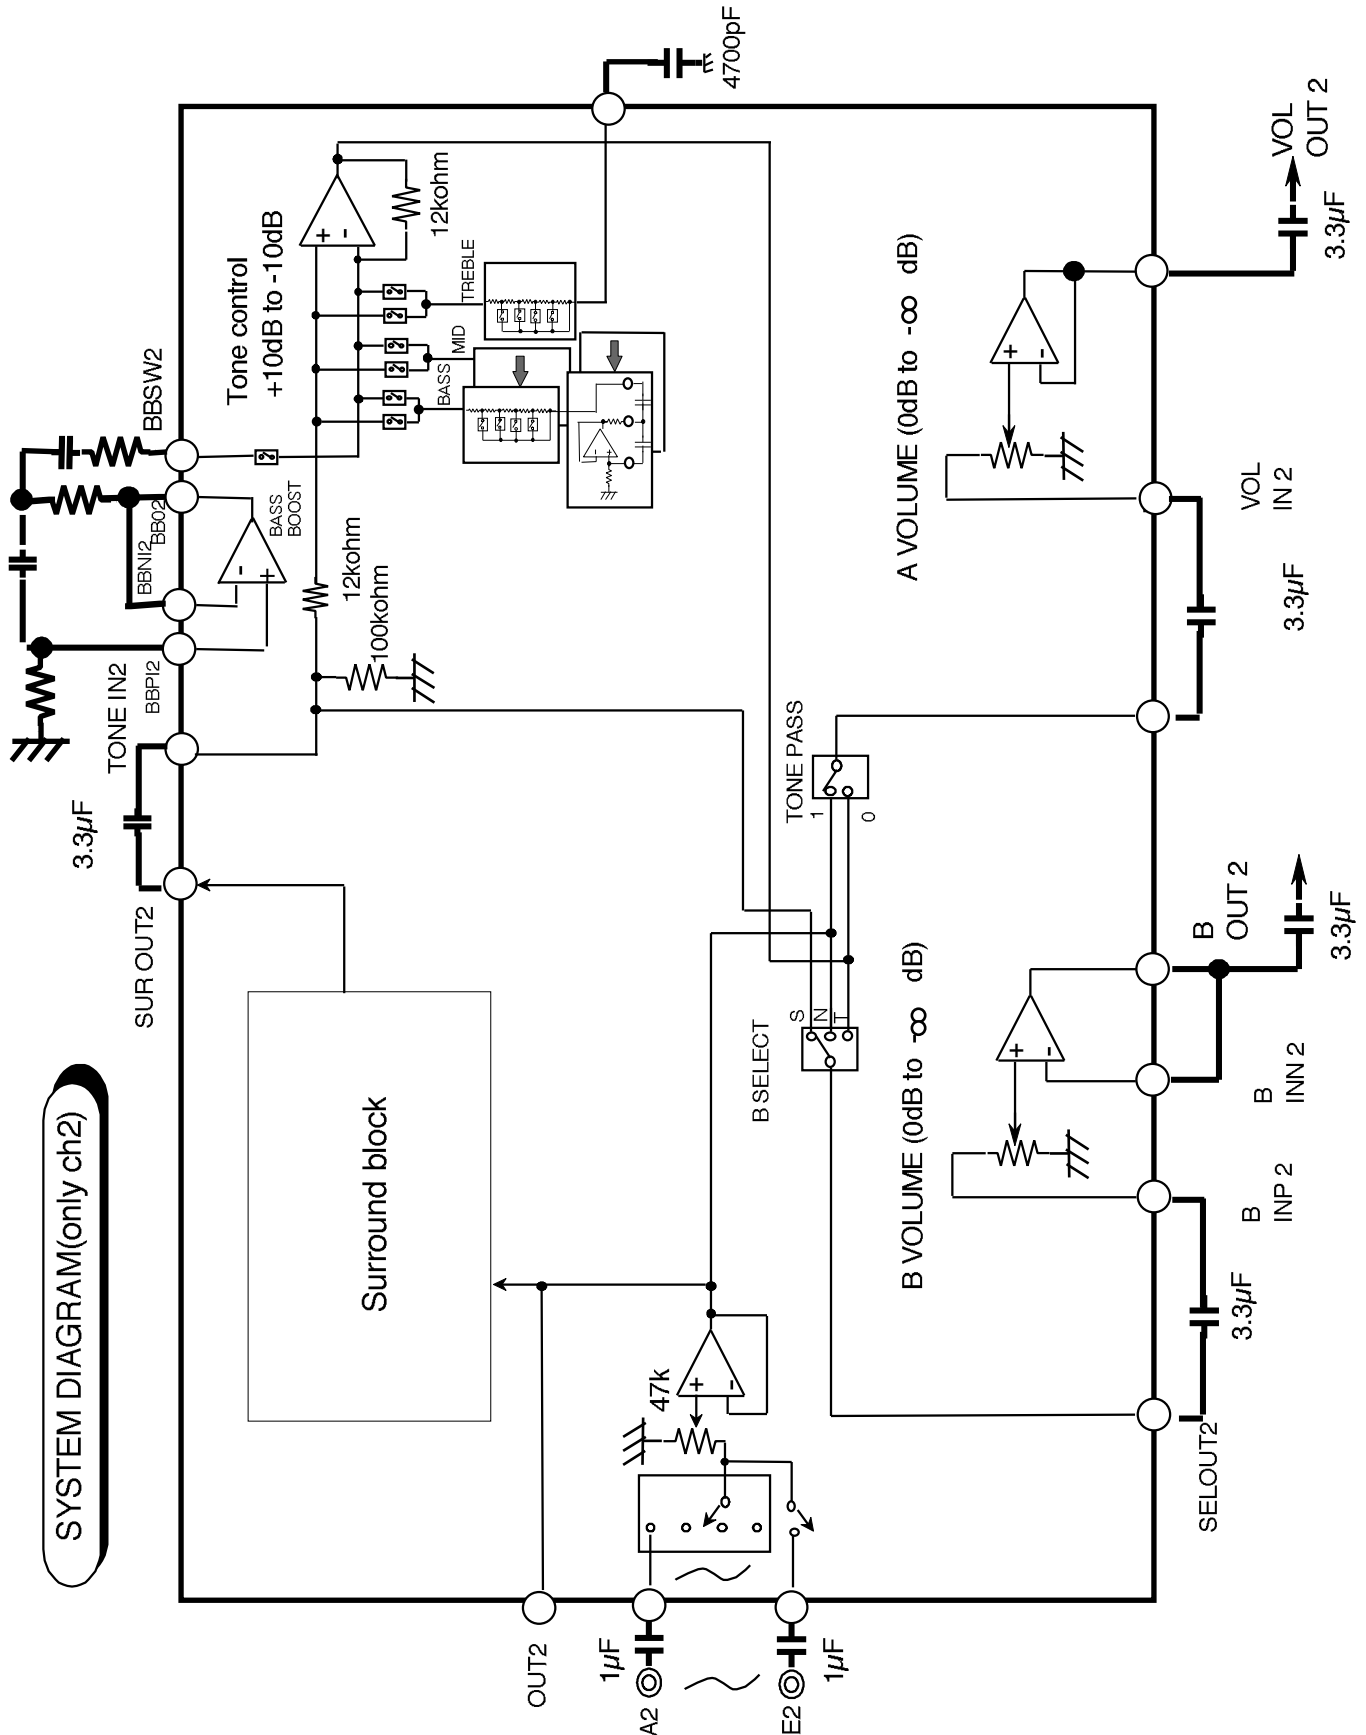 SYSTEM DIAGRAM(only ch2)
SUR OUT2
3.3µF
TONE IN2
BBPI2
BBNI2
BB02
BBSW2
Tone control
+10dB to -10dB
BASS
BOOST
12kohm
100kohm
12kohm
+
-
+
-
BASS
MID
TREBLE
4700pF
Surround block
OUT2
A2
1µF
E2
1µF
47k
+
-
B SELECT
S
N
T
TONE PASS
1
0
B VOLUME (0dB to -∞ dB)
+
-
A VOLUME (0dB to -∞ dB)
+
-
SELOUT2
3.3µF
B
INP 2
B
INN 2
B
OUT 2
3.3µF
3.3µF
VOL
IN 2
VOL
OUT 2
3.3µF